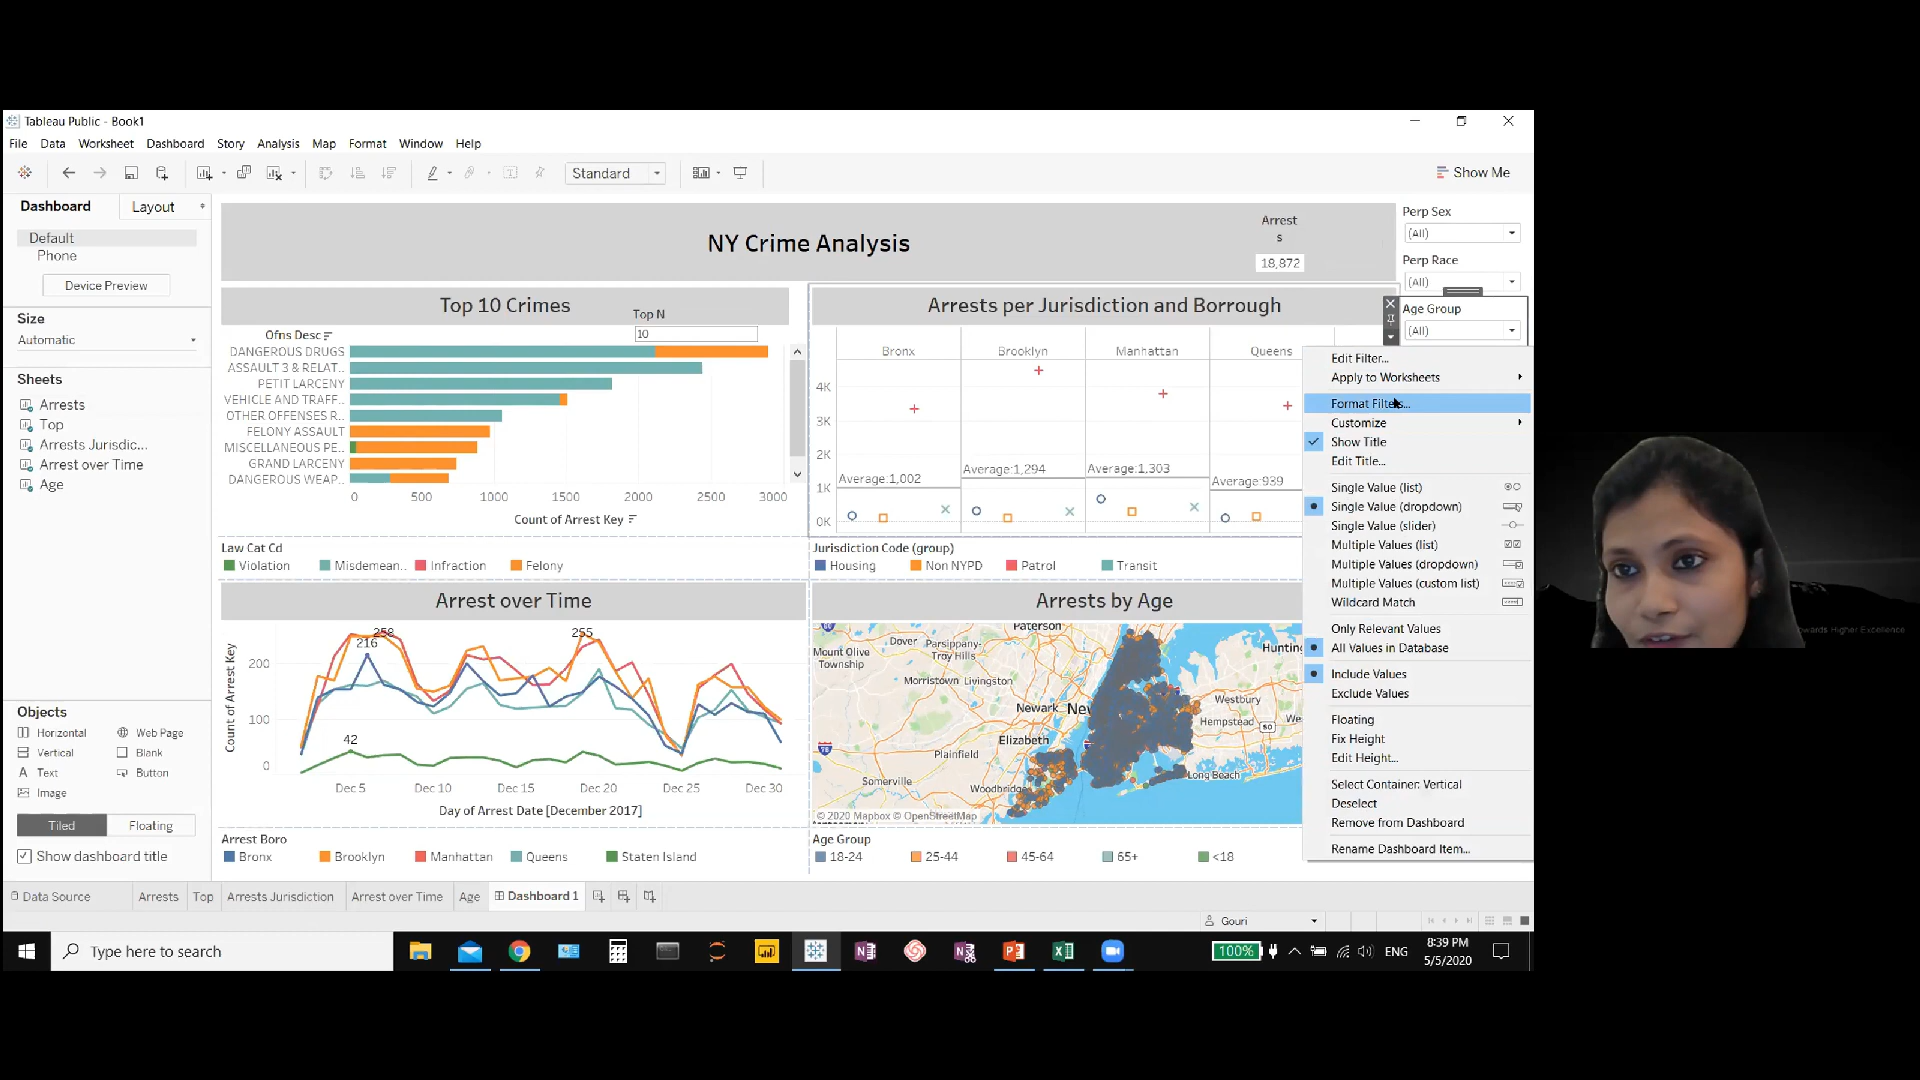 Tableau Public - Book1
File Data Worksheet Dashboard Story Analysis Map Format Window Help
Standard
Show Me
Dashboard Layout
Default
Phone
Device Preview
Size
Automatic
Sheets
Arrests
Top
Arrests Jurisdic...
Arrest over Time
Age
Objects
Horizontal Web Page
Vertical Blank
Text Button
Image
Tiled Floating
Show dashboard title
NY Crime Analysis
Arrest
s
18,872
Perp Sex
(All)
Perp Race
(All)
Age Group
(All)
Top 10 Crimes
Top N
10
Ofns Desc
DANGEROUS DRUGS
ASSAULT 3 & RELAT..
PETIT LARCENY
VEHICLE AND TRAFF..
OTHER OFFENSES R..
FELONY ASSAULT
MISCELLANEOUS PE..
GRAND LARCENY
DANGEROUS WEAP..
0 500 1000 1500 2000 2500 3000
Count of Arrest Key
Law Cat Cd
Violation Misdemean.. Infraction Felony
Arrests per Jurisdiction and Borrough
Bronx Brooklyn Manhattan Queens
4K
3K
2K
1K
0K
Average:1,002 Average:1,294 Average:1,303 Average:939
Jurisdiction Code (group)
Housing Non NYPD Patrol Transit
Arrest over Time
Count of Arrest Key
200
100
0
216
258
255
42
Dec 5 Dec 10 Dec 15 Dec 20 Dec 25 Dec 30
Day of Arrest Date [December 2017]
Arrest Boro
Bronx Brooklyn Manhattan Queens Staten Island
Arrests by Age
Paterson
Dover
Parsippany-
Troy Hills
Mount Olive
Township
Morristown Livingston
Newark
Elizabeth
Plainfield
Somerville
Woodbridge
Westbury
Hempstead
Long Beach
© 2020 Mapbox © OpenStreetMap
Age Group
18-24 25-44 45-64 65+ <18
Edit Filter...
Apply to Worksheets
Format Filters...
Customize
Show Title
Edit Title...
Single Value (list)
Single Value (dropdown)
Single Value (slider)
Multiple Values (list)
Multiple Values (dropdown)
Multiple Values (custom list)
Wildcard Match
Only Relevant Values
All Values in Database
Include Values
Exclude Values
Floating
Fix Height
Edit Height...
Select Container: Vertical
Deselect
Remove from Dashboard
Rename Dashboard Item...
Data Source Arrests Top Arrests Jurisdiction Arrest over Time Age Dashboard 1
Gouri
Type here to search
100%
ENG
8:39 PM
5/5/2020
Higher Excellence